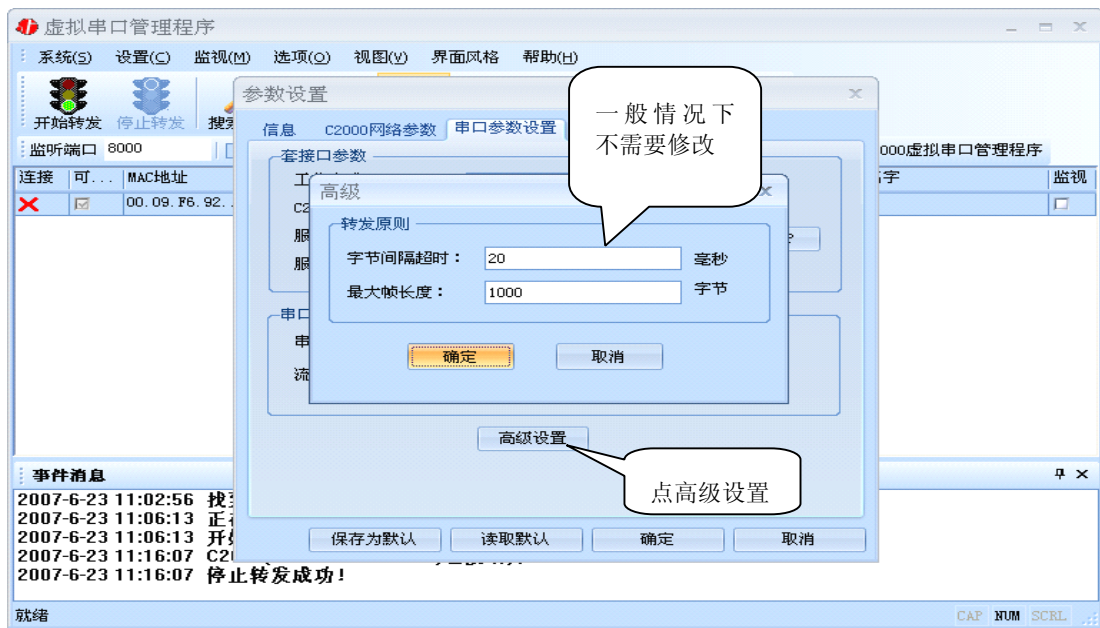 虚拟串口管理程序
系统(S) 设置(C) 监视(M) 选项(O) 视图(V) 界面风格 帮助(H)
开始转发 停止转发
监听端口 8000
000虚拟串口管理程序
连接 可... MAC地址 字 监视
00.09.F6.92.
参数设置
信息 C2000网络参数 串口参数设置
套接口参数
高级
转发原则
字节间隔超时： 20 毫秒
最大帧长度： 1000 字节
确定 取消
一般情况下
不需要修改
高级设置
点高级设置
保存为默认 读取默认 确定 取消
事件消息
2007-6-23 11:02:56
2007-6-23 11:06:13
2007-6-23 11:06:13
2007-6-23 11:16:07
2007-6-23 11:16:07 停止转发成功!
就绪 CAP NUM SCRL